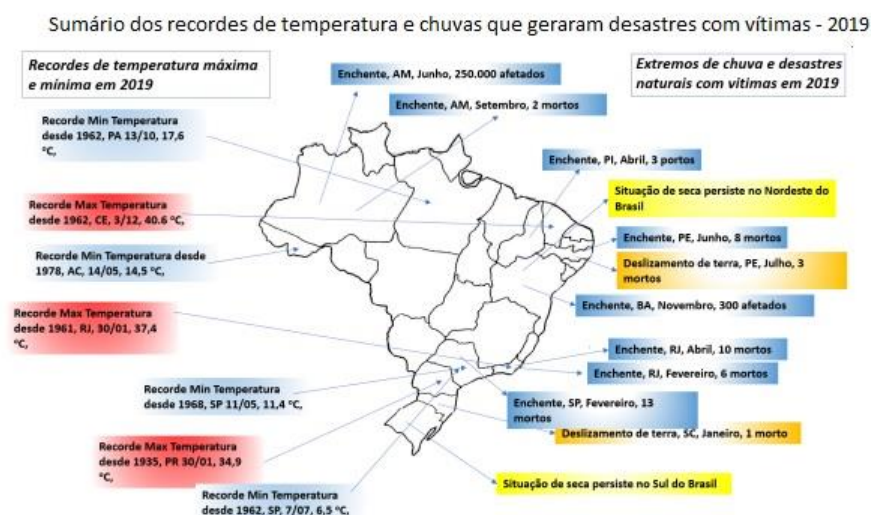 Sumário dos recordes de temperatura e chuvas que geraram desastres com vítimas - 2019
Recordes de temperatura máxima
e mínima em 2019
Extremos de chuva e desastres
naturais com vítimas em 2019
Enchente, AM, Junho, 250.000 afetados
Enchente, AM, Setembro, 2 mortos
Recorde Min Temperatura
desde 1962, PA 13/10, 17,6
ºC,
Enchente, PI, Abril, 3 portos
Situação de seca persiste no Nordeste do
Brasil
Recorde Max Temperatura
desde 1962, CE, 3/12, 40.6 ºC,
Enchente, PE, Junho, 8 mortos
Recorde Min Temperatura desde
1978, AC, 14/05, 14,5 ºC,
Deslizamento de terra, PE, Julho, 3
mortos
Enchente, BA, Novembro, 300 afetados
Recorde Max Temperatura
desde 1961, RJ, 30/01, 37,4
ºC,
Enchente, RJ, Abril, 10 mortos
Enchente, RJ, Fevereiro, 6 mortos
Recorde Min Temperatura
desde 1968, SP 11/05, 11,4 ºC,
Enchente, SP, Fevereiro, 13
mortos
Deslizamento de terra, SC, Janeiro, 1 morto
Recorde Max Temperatura
desde 1935, PR 30/01, 34,9
ºC,
Situação de seca persiste no Sul do Brasil
Recorde Min Temperatura
desde 1962, SP, 7/07, 6,5 ºC,